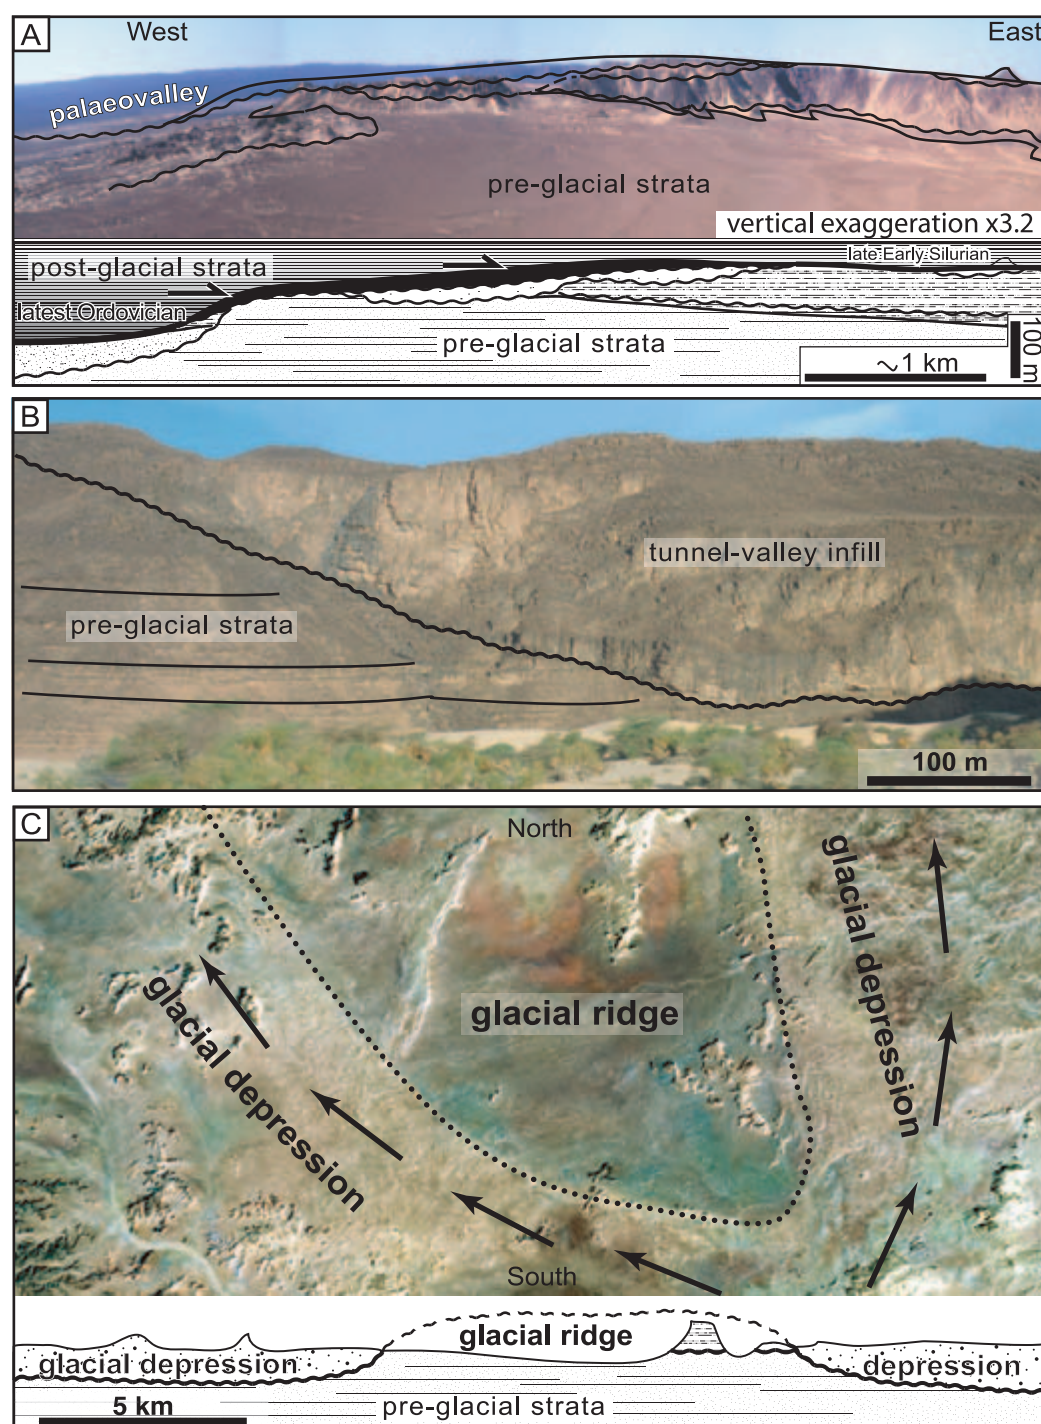 A
West
East
palaeovalley
pre-glacial strata
vertical exaggeration x3.2
post-glacial strata
late Early Silurian
latest Ordovician
pre-glacial strata
~1 km
100 m
B
tunnel-valley infill
pre-glacial strata
100 m
C
North
glacial depression
glacial ridge
glacial depression
South
glacial ridge
glacial depression
depression
5 km
pre-glacial strata